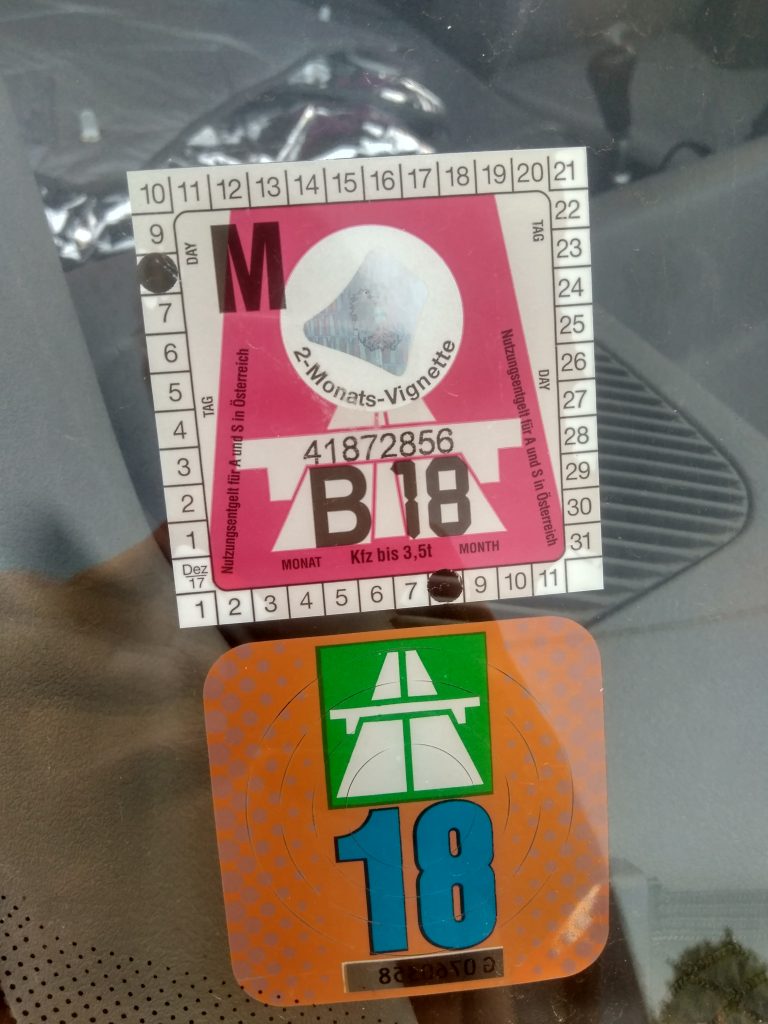 10 11 12 13 14 15 16 17 18 19 20 21
9
7
6
5
4
3
2
1
Dez
17
22
23
24
25
26
27
28
29
30
31
1 2 3 4 5 6 7 9 10 11
DAY
TAG
M
TAG
DAY
2-Monats-Vignette
Nutzungsentgelt für A und S in Österreich
Nutzungsentgelt für A und S in Österreich
41872856
B 18
MONAT Kfz bis 3,5t MONTH
18